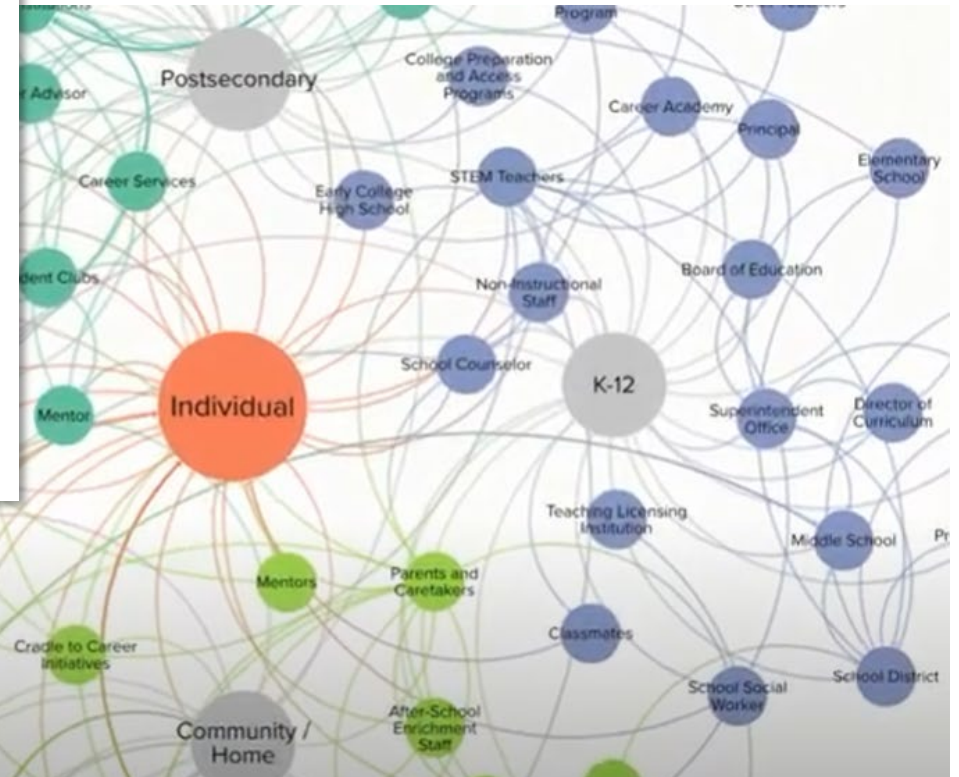 Program
Postsecondary
College Preparation
and Access
Programs
Advisor
Career Academy
Principal
Elementary
School
Career Services
Early College
High School
STEM Teachers
dent Clubs
Non-Instructional
Staff
Board of Education
School Counselor
K-12
Individual
Mentor
Superintendent
Office
Director of
Curriculum
Teaching Licensing
Institution
Middle School
Pr
Mentors
Parents and
Caretakers
Classmates
Cradle to Career
Initiatives
School Social
Worker
School District
After-School
Enrichment
Staff
Community /
Home